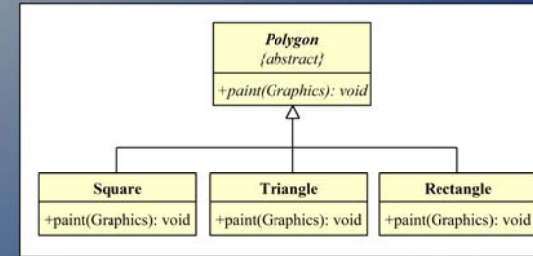 Polygon
{abstract}
+paint(Graphics): void
Square
+paint(Graphics): void
Triangle
+paint(Graphics): void
Rectangle
+paint(Graphics): void